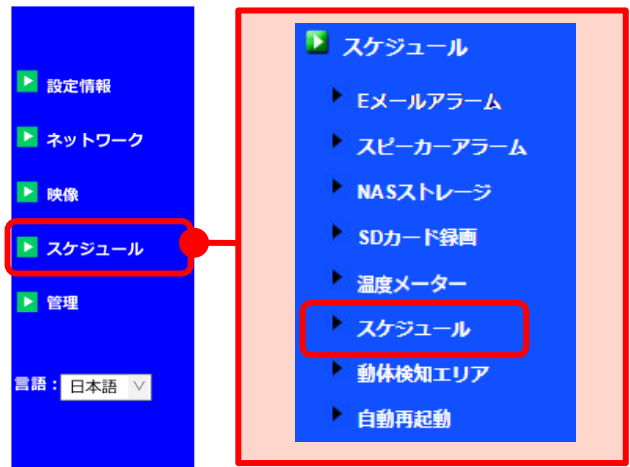 設定情報
ネットワーク
映像
スケジュール
管理
言語：日本語
スケジュール
Eメールアラーム
スピーカーアラーム
NASストレージ
SDカード録画
温度メーター
スケジュール
動体検知エリア
自動再起動